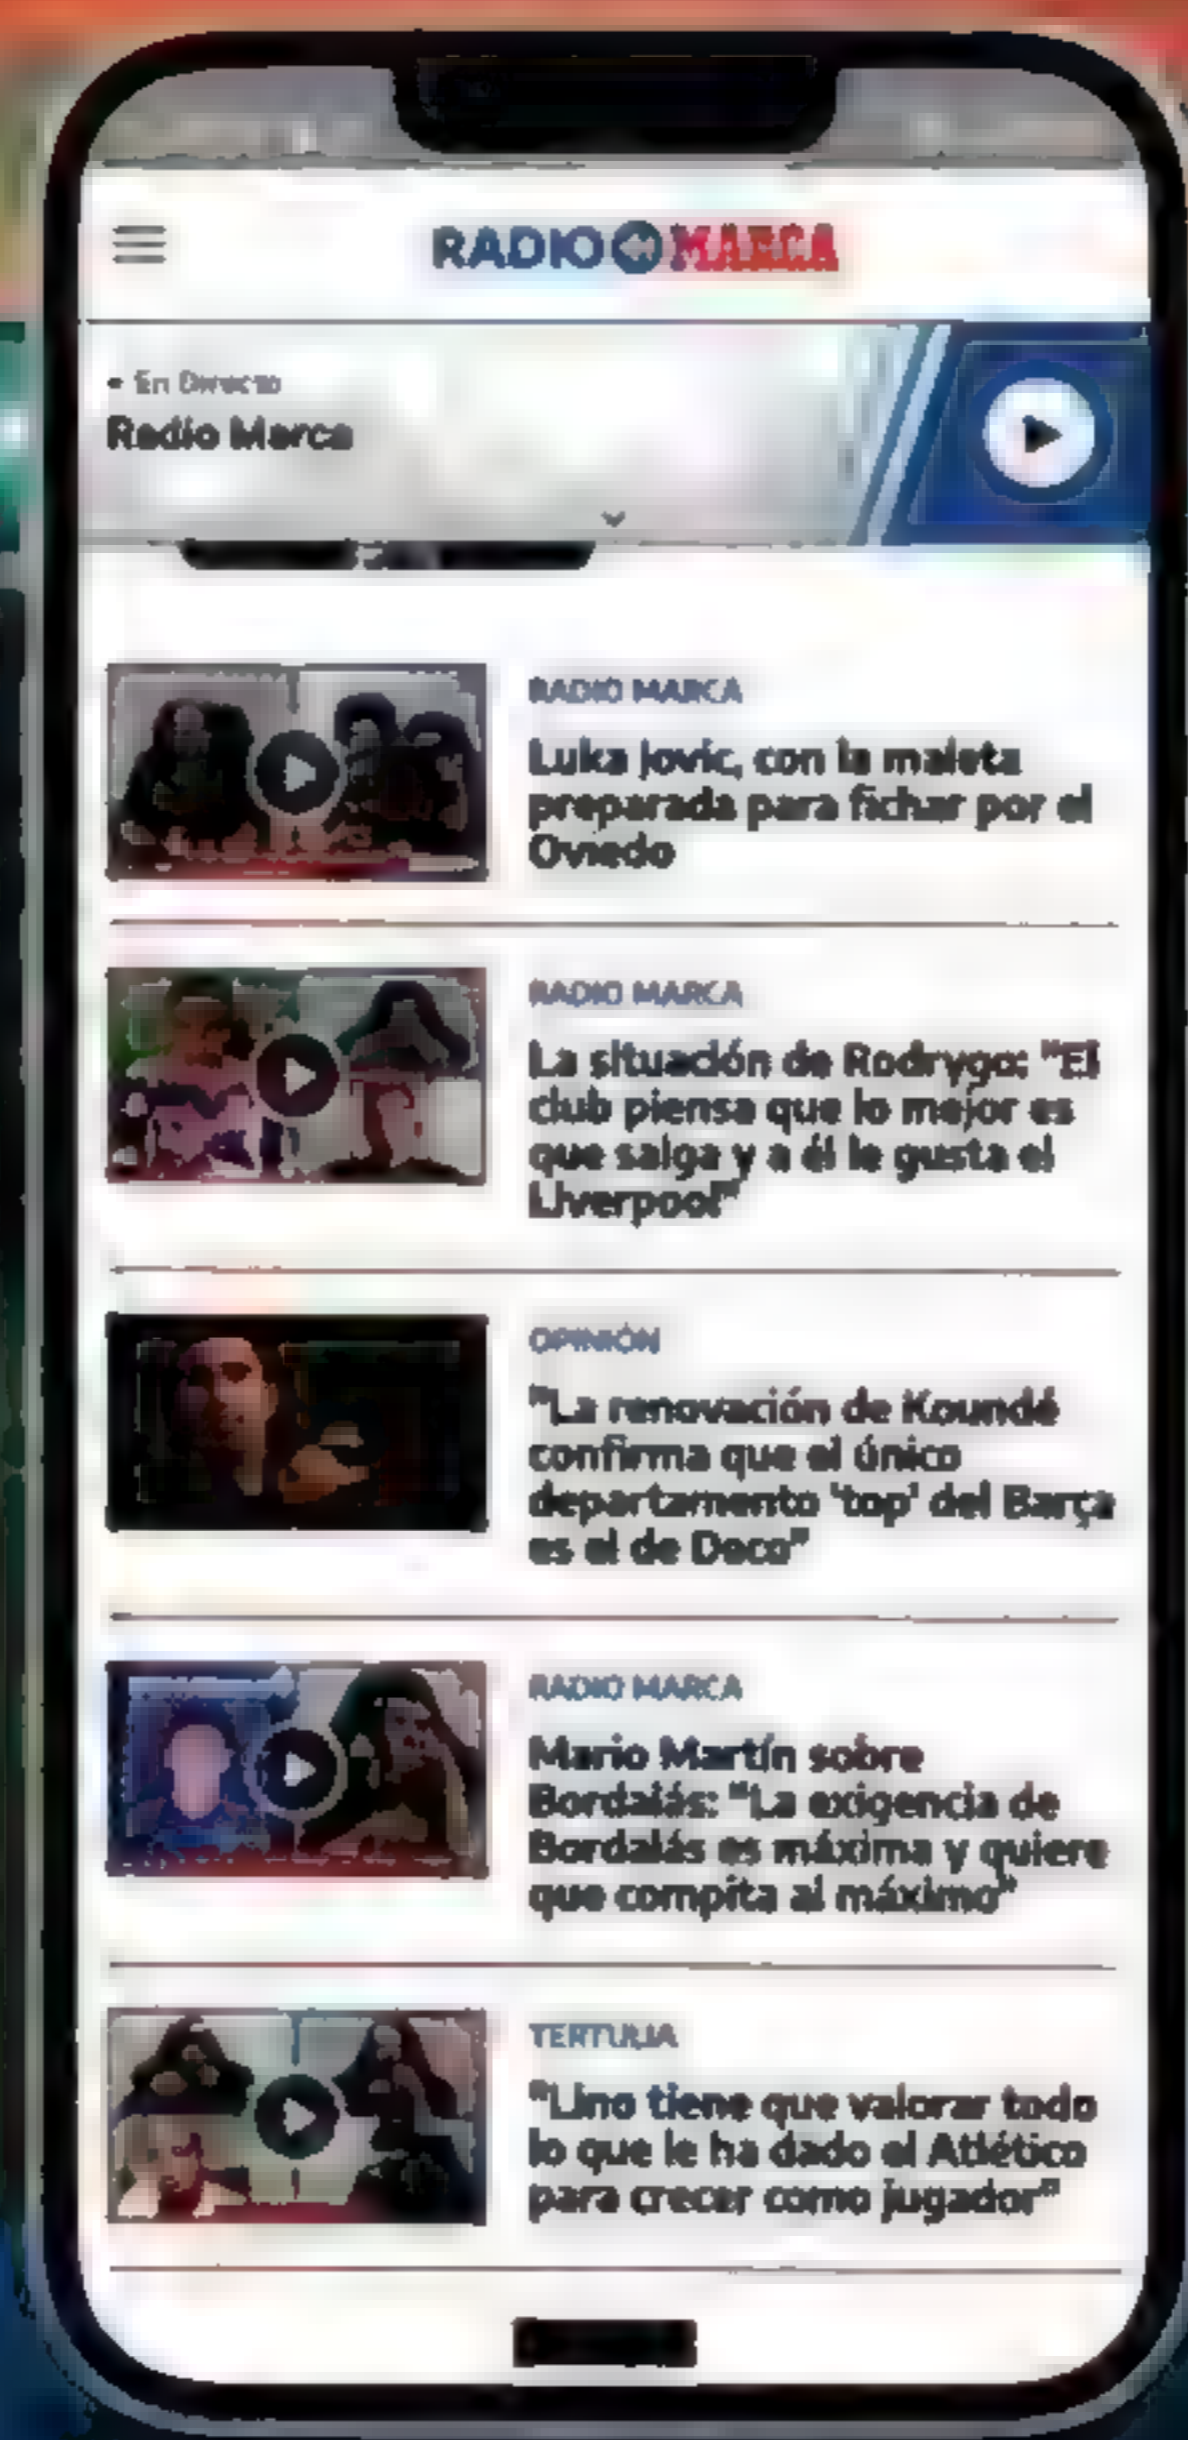 RADIO MARCA
En Directo
Radio Marca
RADIO MARCA
Luka Jovic, con la maleta
preparada para fichar por el
Oviedo
RADIO MARCA
La situación de Rodrygo: "El
club piensa que lo mejor es
que salga y a él le gusta el
Liverpool"
OPINIÓN
"La renovación de Koundé
confirma que el único
departamento 'top' del Barça
es el de Deco"
RADIO MARCA
Mario Martín sobre
Bordalás: "La exigencia de
Bordalás es máxima y quiere
que compita al máximo"
TERTULIA
"Lino tiene que valorar todo
lo que le ha dado el Atlético
para crecer como jugador"